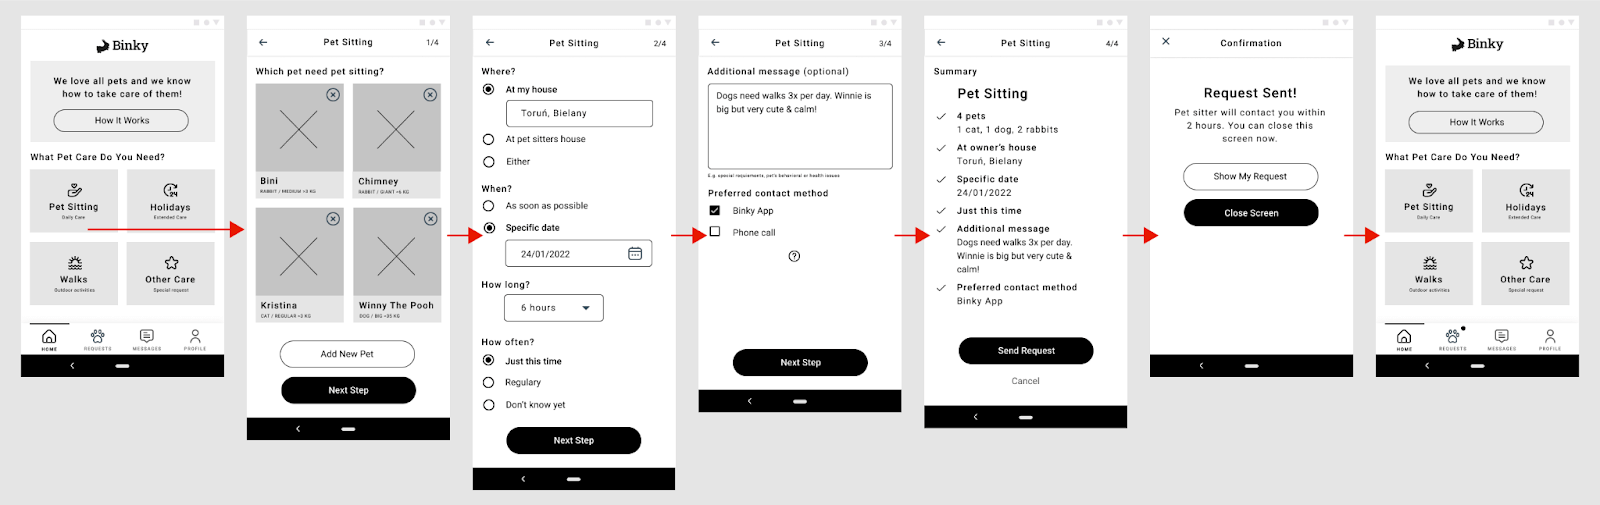 Binky
We love all pets and we know
how to take care of them!
How It Works
What Pet Care Do You Need?
Pet Sitting
Daily Care
Holidays
Extended Care
Walks
Outdoor activities
Other Care
Special request
HOME
REQUESTS
MESSAGES
PROFILE
Pet Sitting
1/4
Which pet need pet sitting?
Bini
RABBIT / MEDIUM >3 KG
Chimney
RABBIT / GIANT +6 KG
Kristina
CAT / REGULAR +3 KG
Winny The Pooh
DOG / BIG +35 KG
Add New Pet
Next Step
Pet Sitting
2/4
Where?
At my house
Toruń, Bielany
At pet sitters house
Either
When?
As soon as possible
Specific date
24/01/2022
How long?
6 hours
How often?
Just this time
Regulary
Don't know yet
Next Step
Pet Sitting
3/4
Additional message (optional)
Dogs need walks 3x per day. Winnie is
big but very cute & calm!
E.g. special requirements, pet's behavioral or health issues
Preferred contact method
Binky App
Phone call
Next Step
Pet Sitting
4/4
Summary
Pet Sitting
4 pets
1 cat, 1 dog, 2 rabbits
At owner's house
Toruń, Bielany
Specific date
24/01/2022
Just this time
Additional message
Dogs need walks 3x per day.
Winnie is big but very cute &
calm!
Preferred contact method
Binky App
Send Request
Cancel
Confirmation
Request Sent!
Pet sitter will contact you within
2 hours. You can close this
screen now.
Show My Request
Close Screen
Binky
We love all pets and we know
how to take care of them!
How It Works
What Pet Care Do You Need?
Pet Sitting
Daily Care
Holidays
Extended Care
Walks
Outdoor activities
Other Care
Special request
HOME
REQUESTS
MESSAGES
PROFILE